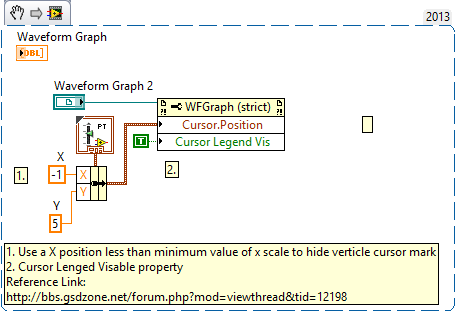 2013
Waveform Graph
DBL
Waveform Graph 2
WFGraph (strict)
PT
Cursor.Position
T
Cursor Legend Vis
X
1.
-1
X
2.
Y
Y
5
1. Use a X position less than minimum value of x scale to hide verticle cursor mark
2. Cursor Lenged Visable property
Reference Link:
http://bbs.gsdzone.net/forum.php?mod=viewthread&tid=12198